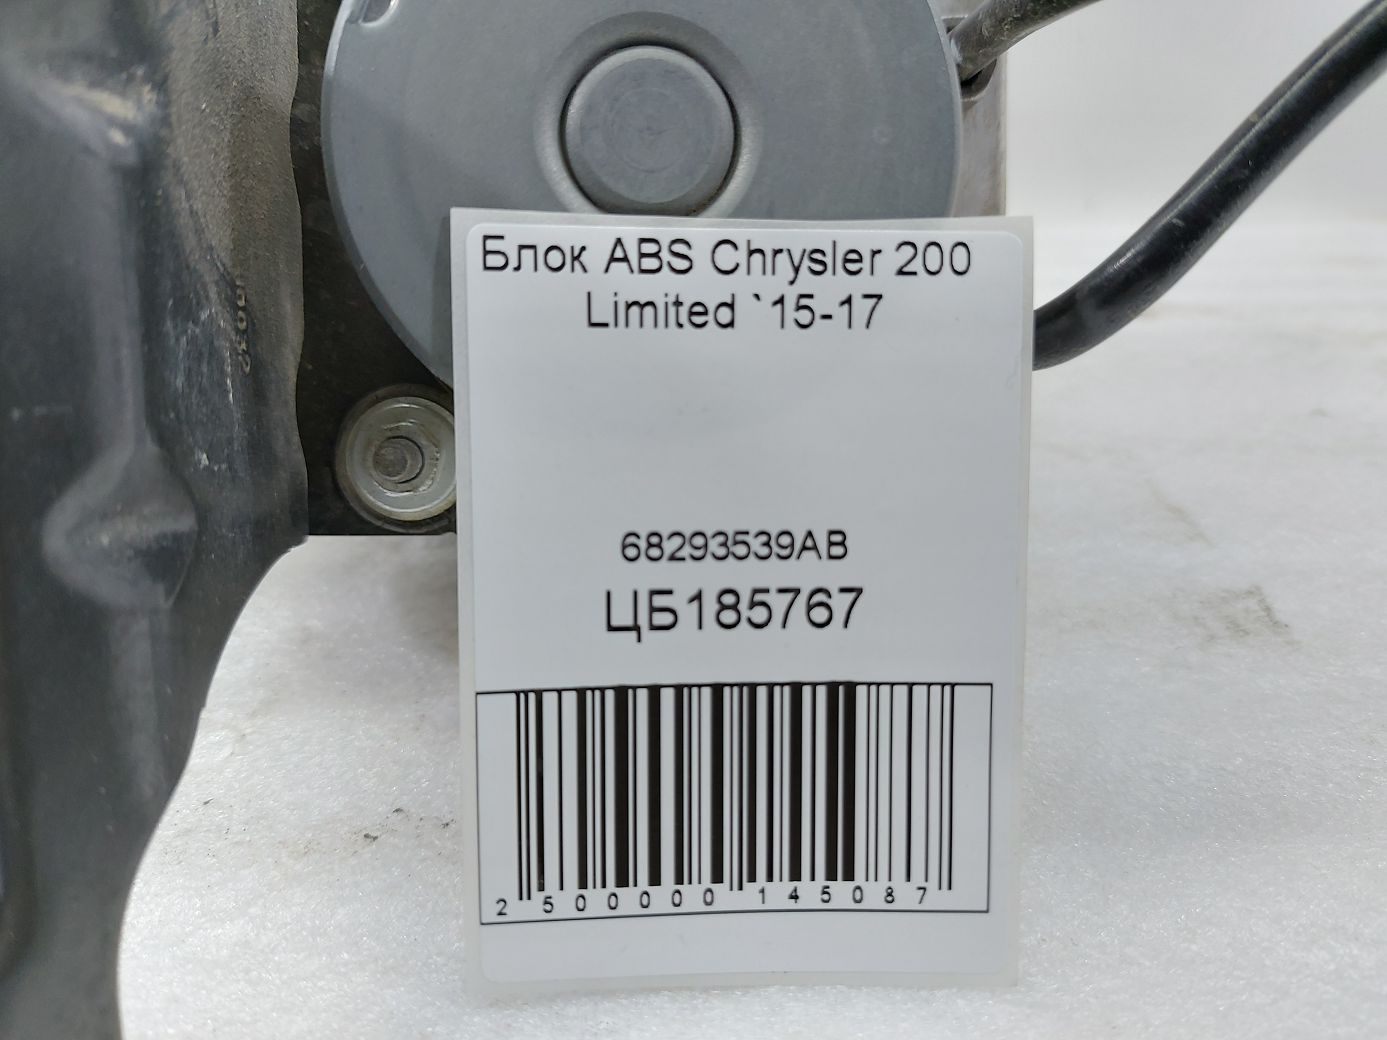 Блок ABS Chrysler 200
Limited `15-17
68293539AB
ЦБ185767
2 500000 145087